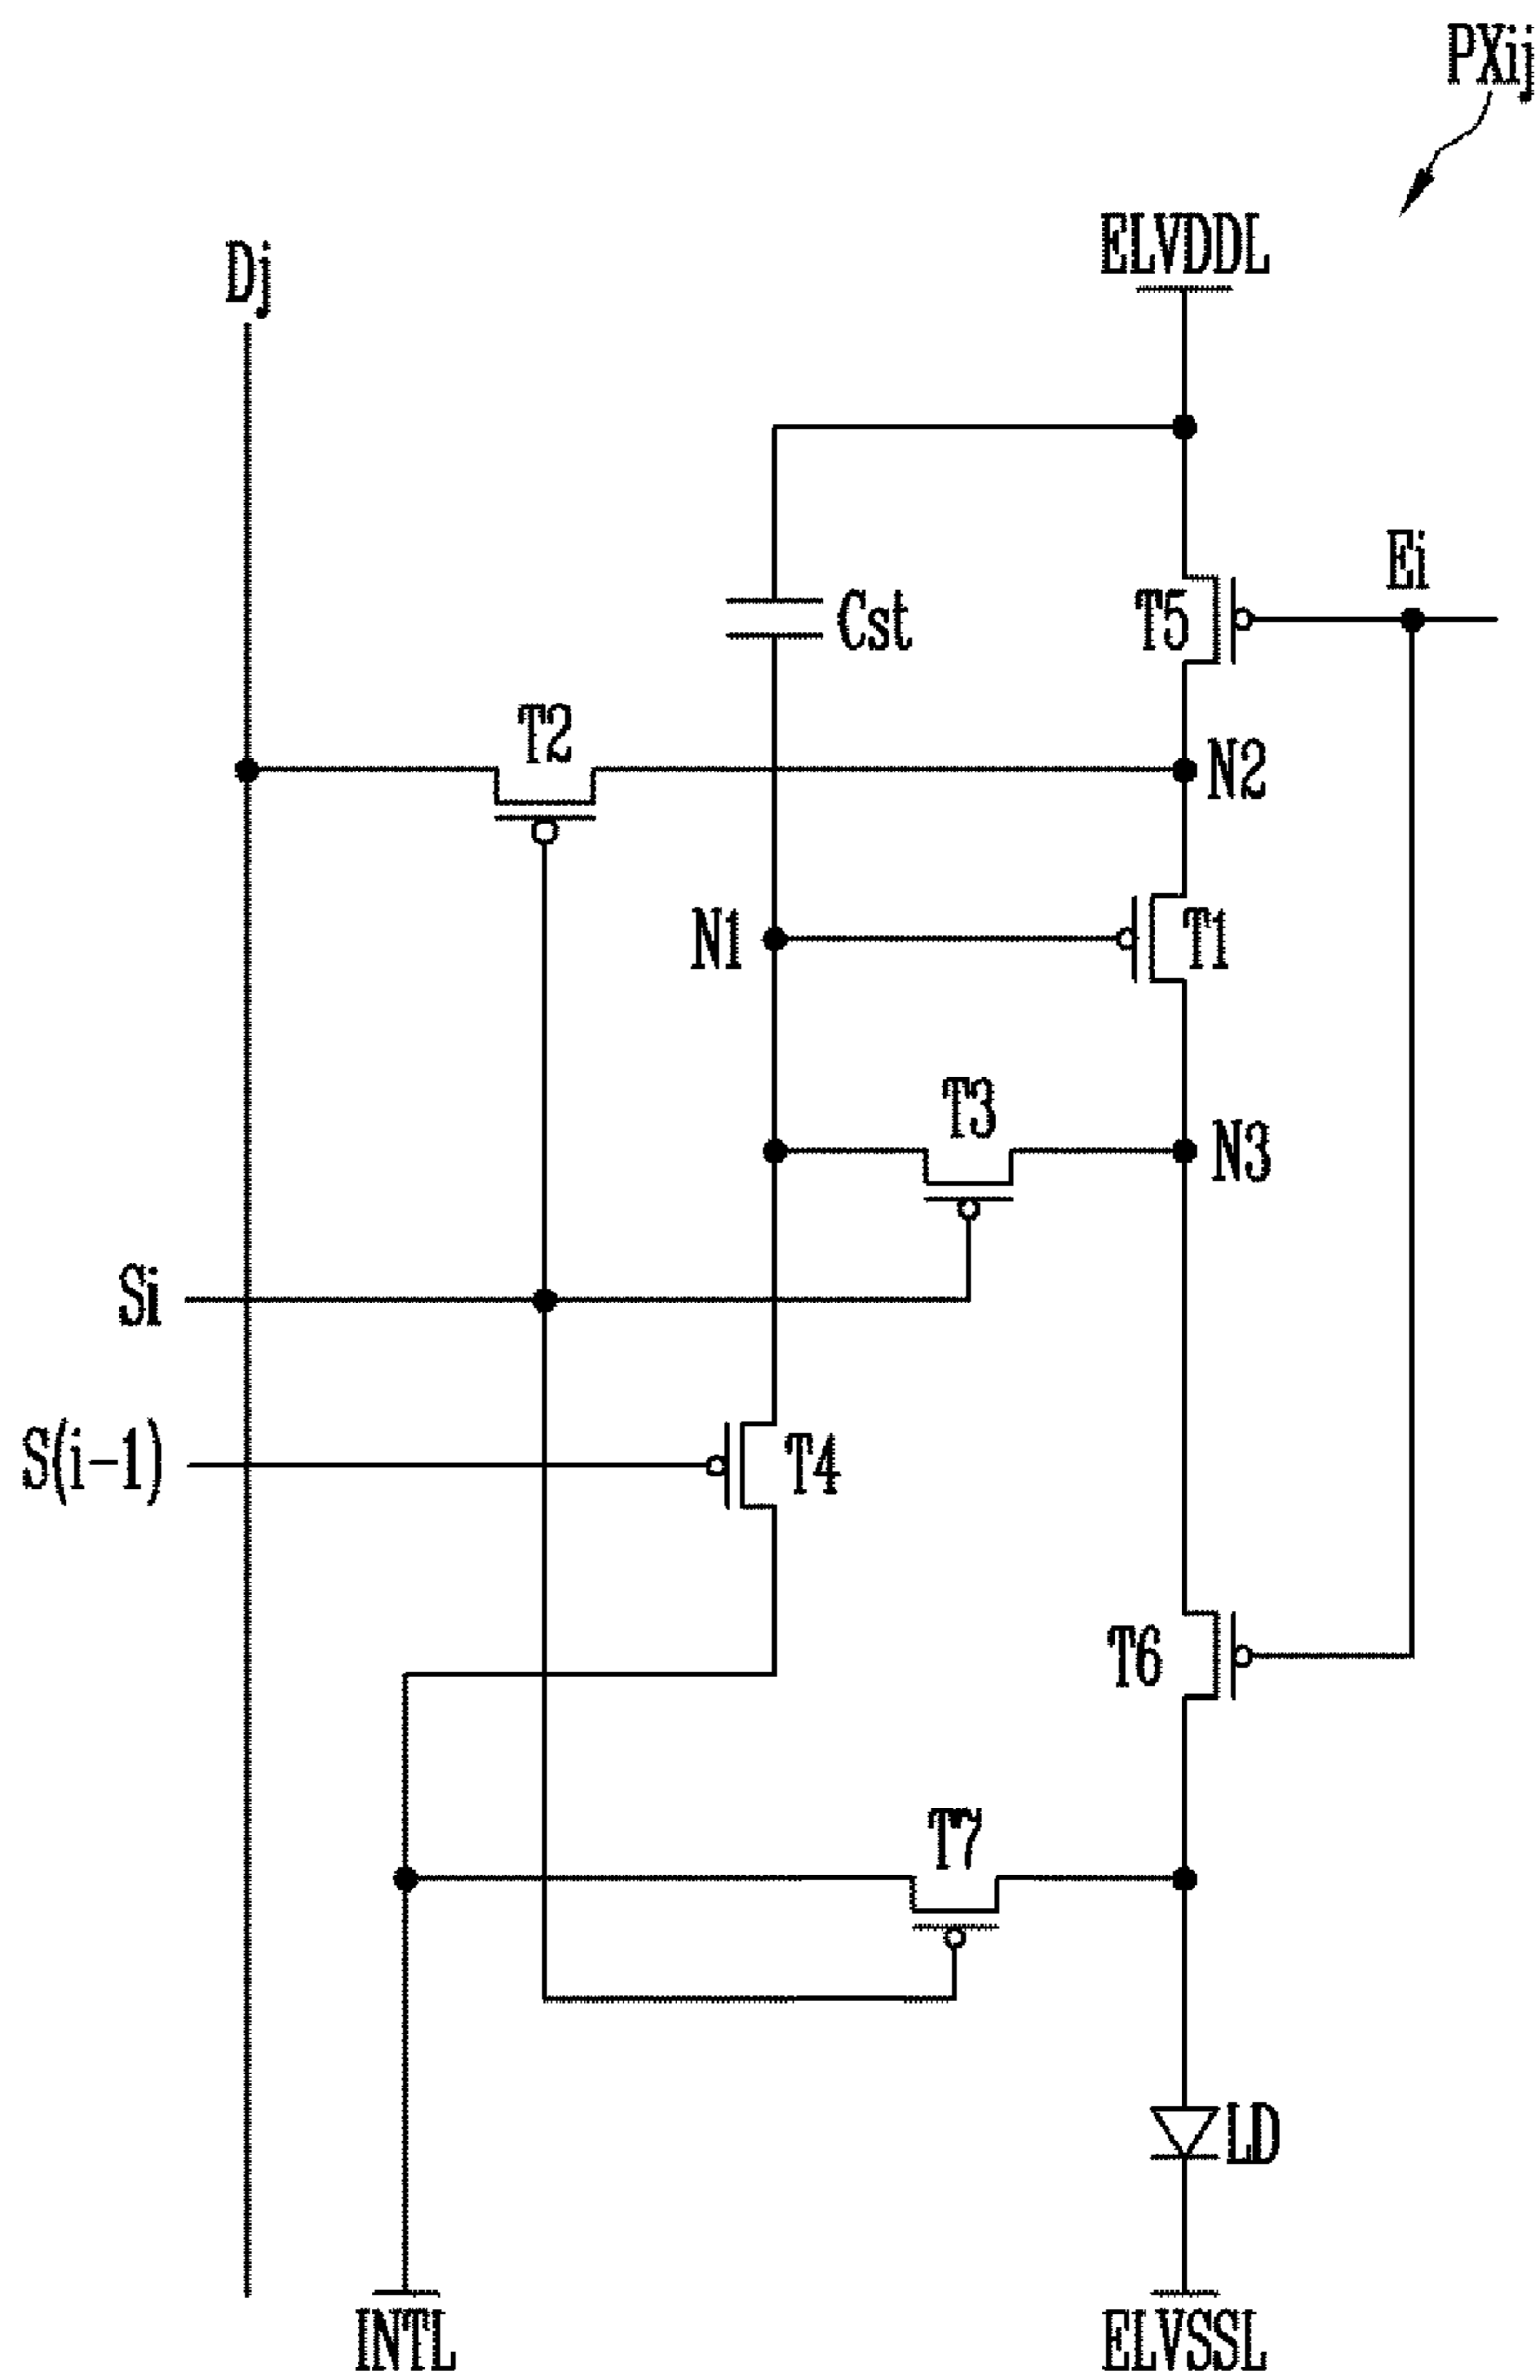 PXij
ELVDDL
Dj
Ei
Cst
T5
T2
N2
N1
T1
T3
N3
Si
S(i-1)
T4
T6
T7
LD
INTL
ELVSSL